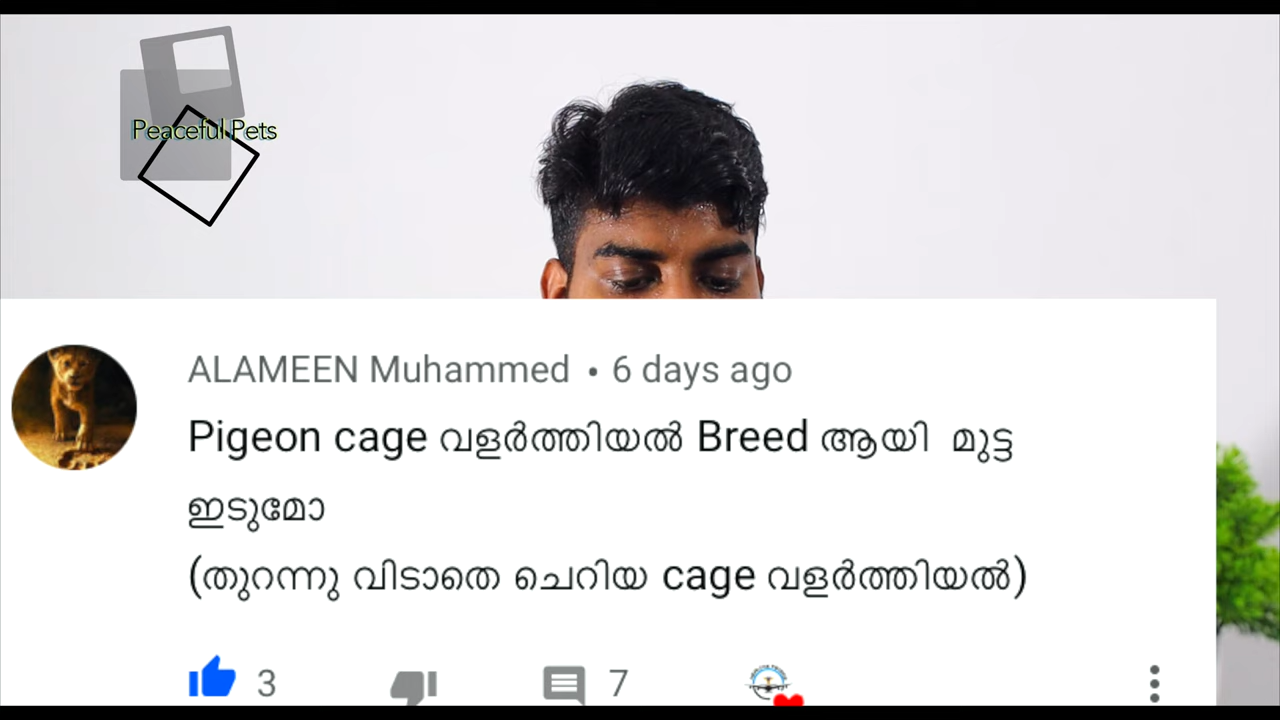 Peaceful Pets
ALAMEEN Muhammed • 6 days ago
Pigeon cage വളർത്തിയൽ Breed ആയി മുട്ട
ഇടുമോ
(തുറന്നു വിടാതെ ചെറിയ cage വളർത്തിയൽ)
3 7